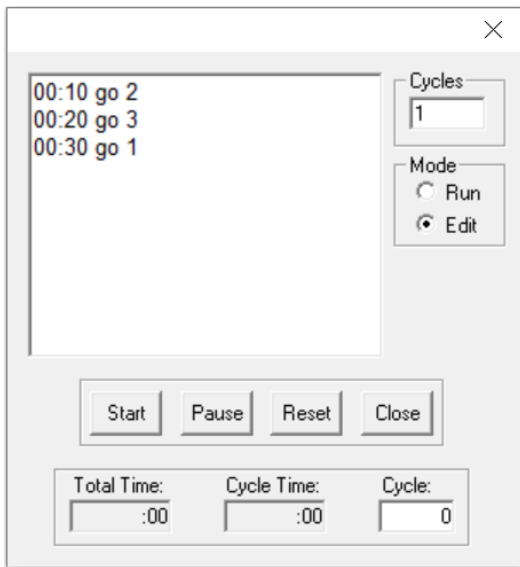 00:10 go 2
00:20 go 3
00:30 go 1
Cycles
1
Mode
Run
Edit
Start Pause Reset Close
Total Time: Cycle Time: Cycle:
:00 :00 0